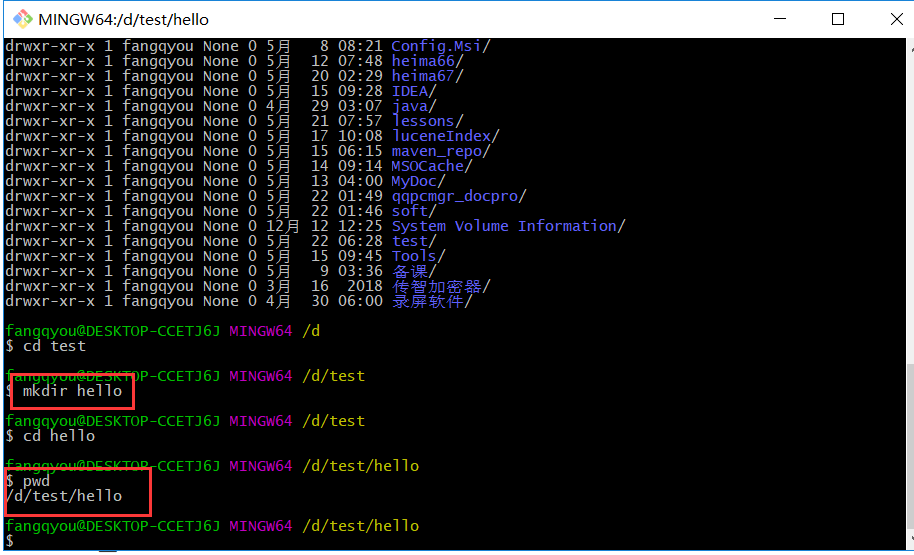 MINGW64:/d/test/hello
drwxr-xr-x 1 fangqyou None 0 5月 8 08:21 Config.Msi/
drwxr-xr-x 1 fangqyou None 0 5月 12 07:48 heima66/
drwxr-xr-x 1 fangqyou None 0 5月 20 02:29 heima67/
drwxr-xr-x 1 fangqyou None 0 5月 15 09:28 IDEA/
drwxr-xr-x 1 fangqyou None 0 4月 29 03:07 java/
drwxr-xr-x 1 fangqyou None 0 5月 21 07:57 lessons/
drwxr-xr-x 1 fangqyou None 0 5月 17 10:08 luceneIndex/
drwxr-xr-x 1 fangqyou None 0 5月 15 06:15 maven_repo/
drwxr-xr-x 1 fangqyou None 0 5月 14 09:14 MSOCache/
drwxr-xr-x 1 fangqyou None 0 5月 13 04:00 MyDoc/
drwxr-xr-x 1 fangqyou None 0 5月 22 01:49 qqpcmgr_docpro/
drwxr-xr-x 1 fangqyou None 0 5月 22 01:46 soft/
drwxr-xr-x 1 fangqyou None 0 12月 12 12:25 System Volume Information/
drwxr-xr-x 1 fangqyou None 0 5月 22 06:28 test/
drwxr-xr-x 1 fangqyou None 0 5月 15 09:45 Tools/
drwxr-xr-x 1 fangqyou None 0 5月 9 03:36 备课/
drwxr-xr-x 1 fangqyou None 0 3月 16 2018 传智加密器/
drwxr-xr-x 1 fangqyou None 0 4月 30 06:00 录屏软件/
fangqyou@DESKTOP-CCETJ6J MINGW64 /d
$ cd test
fangqyou@DESKTOP-CCETJ6J MINGW64 /d/test
$ mkdir hello
fangqyou@DESKTOP-CCETJ6J MINGW64 /d/test
$ cd hello
fangqyou@DESKTOP-CCETJ6J MINGW64 /d/test/hello
$ pwd
/d/test/hello
fangqyou@DESKTOP-CCETJ6J MINGW64 /d/test/hello
$